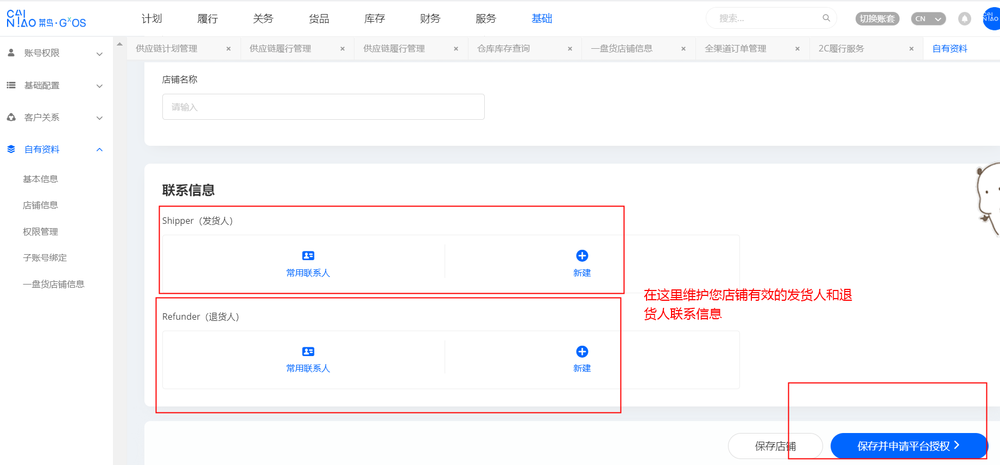 CAI
NIAO 菜鸟·GxOS
计划 履行 关务 货品 库存 财务 服务 基础
搜索...
切换账套
CN
CAI
NIAO
账号权限
基础配置
客户关系
自有资料
基本信息
店铺信息
权限管理
子账号绑定
一盘货店铺信息
供应链计划管理 × 供应链履行管理 × 供应链履行管理 × 仓库库存查询 × 一盘货店铺信息 × 全渠道订单管理 × 2C履行服务 × 自有资料
店铺名称
请输入
联系信息
Shipper（发货人）
常用联系人 新建
在这里维护您店铺有效的发货人和退
货人联系信息
Refunder（退货人）
常用联系人 新建
保存店铺 保存并申请平台授权